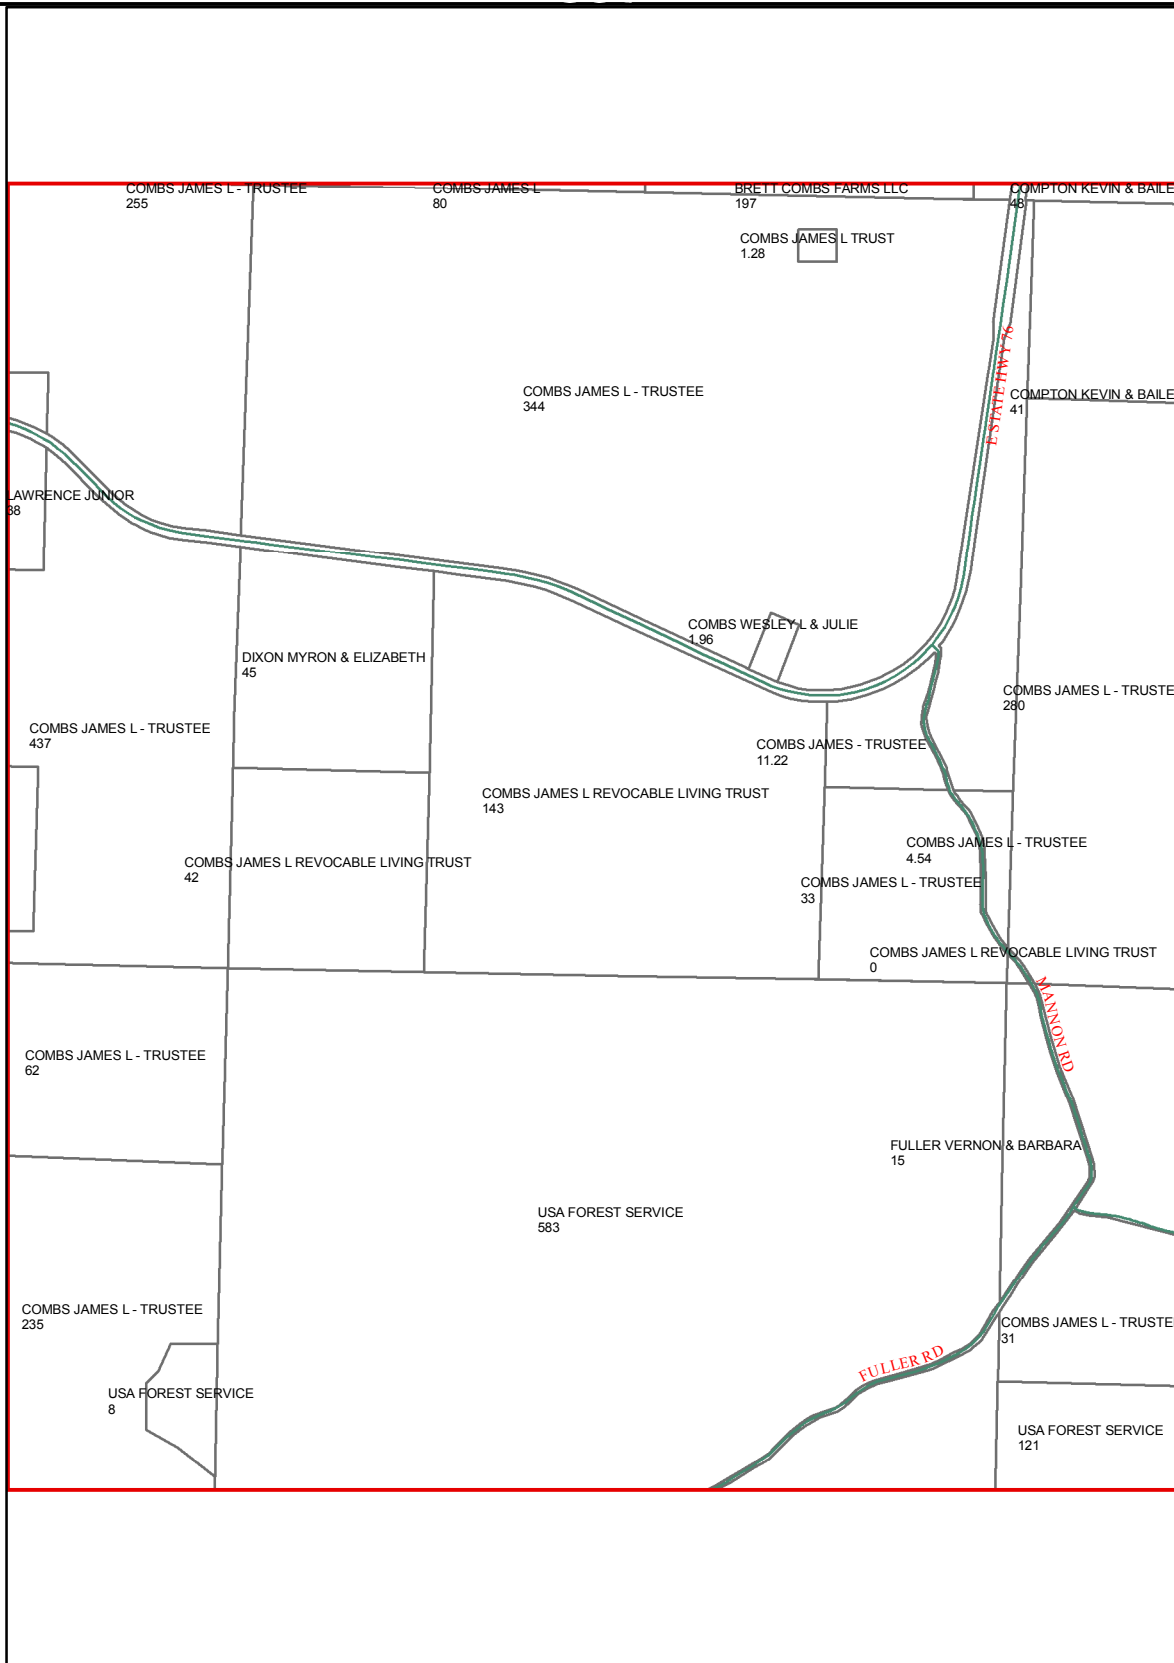 COMBS JAMES L - TRUSTEE
255
COMBS JAMES L
80
BRETT COMBS FARMS LLC
197
COMPTON KEVIN & BAILE
48
COMBS JAMES L TRUST
1.28
E STATE HWY 76
COMBS JAMES L - TRUSTEE
344
COMPTON KEVIN & BAILE
41
LAWRENCE JUNIOR
38
COMBS WESLEY L & JULIE
1.96
DIXON MYRON & ELIZABETH
45
COMBS JAMES L - TRUSTE
280
COMBS JAMES L - TRUSTEE
437
COMBS JAMES - TRUSTEE
11.22
COMBS JAMES L REVOCABLE LIVING TRUST
143
COMBS JAMES L - TRUSTEE
4.54
COMBS JAMES L REVOCABLE LIVING TRUST
42
COMBS JAMES L - TRUSTEE
33
COMBS JAMES L REVOCABLE LIVING TRUST
0
MANNON RD
COMBS JAMES L - TRUSTEE
62
FULLER VERNON & BARBARA
15
USA FOREST SERVICE
583
COMBS JAMES L - TRUSTEE
235
COMBS JAMES L - TRUSTE
31
FULLER RD
USA FOREST SERVICE
8
USA FOREST SERVICE
121